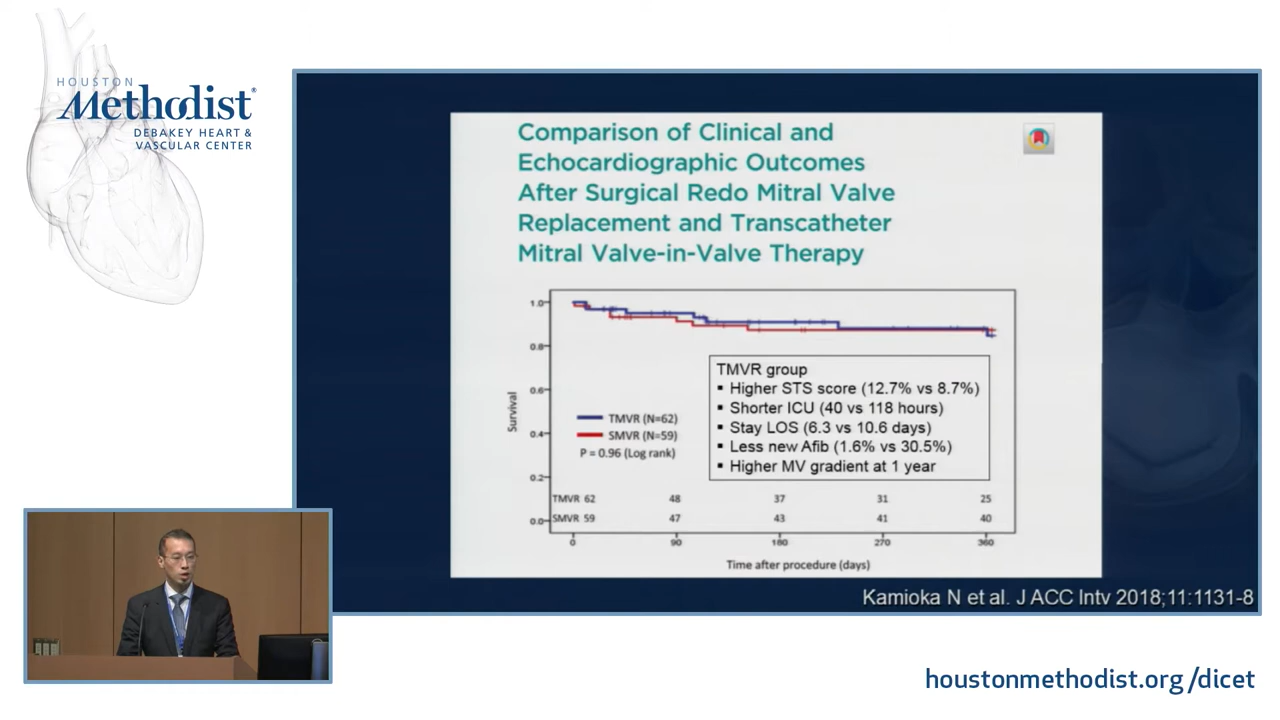 HOUSTON
Methodist®
DEBAKEY HEART &
VASCULAR CENTER
Comparison of Clinical and
Echocardiographic Outcomes
After Surgical Redo Mitral Valve
Replacement and Transcatheter
Mitral Valve-in-Valve Therapy
1.0
0.8
0.6
0.4
0.2
0.0
Survival
TMVR (N=62)
SMVR (N=59)
P = 0.96 (Log rank)
TMVR group
▪ Higher STS score (12.7% vs 8.7%)
▪ Shorter ICU (40 vs 118 hours)
▪ Stay LOS (6.3 vs 10.6 days)
▪ Less new Afib (1.6% vs 30.5%)
▪ Higher MV gradient at 1 year
TMVR 62 48 37 31 25
SMVR 59 47 43 41 40
0 90 180 270 360
Time after procedure (days)
Kamioka N et al. J ACC Intv 2018;11:1131-8
houstonmethodist.org/dicet